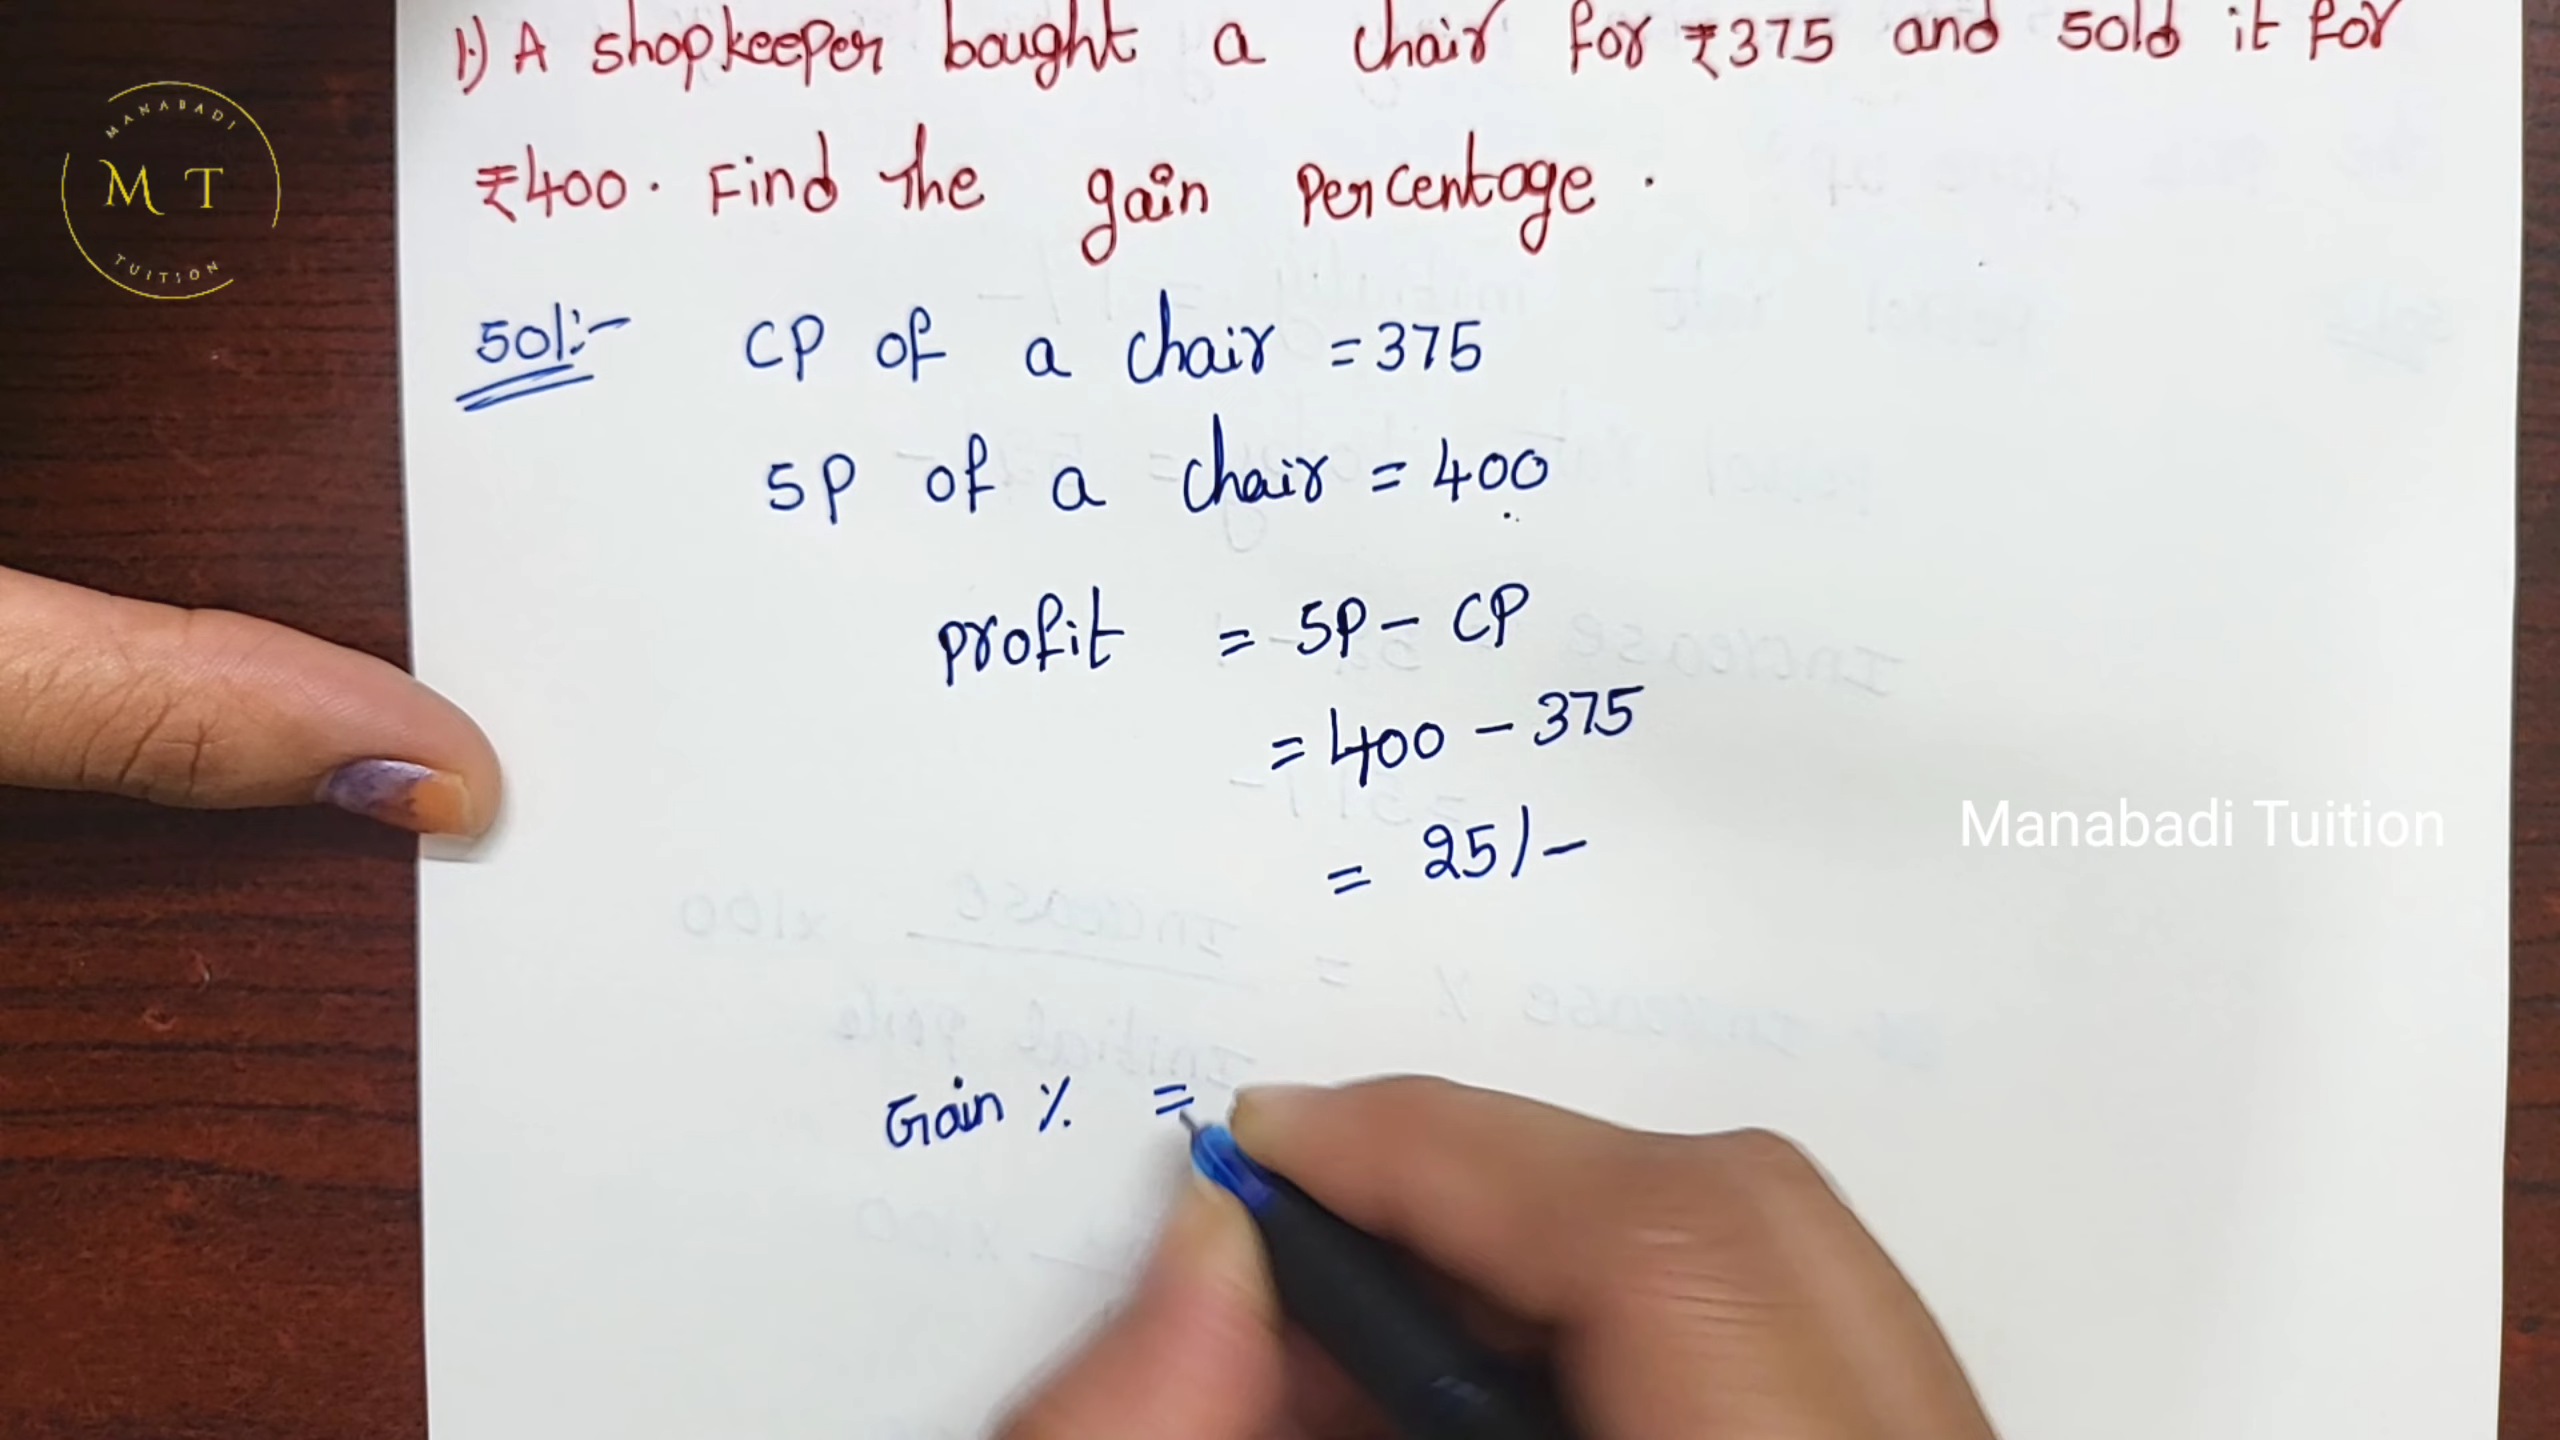 1.) A shopkeeper bought a chair for ₹375 and sold it for
MANABADI
MT
TUITION
₹400. Find the gain percentage.
Sol:-
CP of a chair = 375
SP of a chair = 400
profit = SP - CP
= 400 - 375
= 25/-
Manabadi Tuition
Gain % =